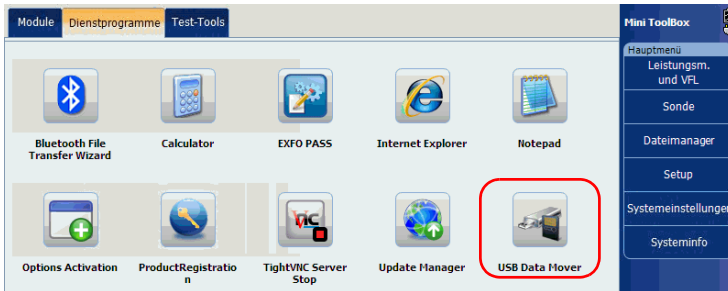 Module Dienstprogramme Test-Tools
Bluetooth File
Transfer Wizard
Calculator
EXFO PASS
Internet Explorer
Notepad
Options Activation
ProductRegistratio
n
TightVNC Server
Stop
Update Manager
USB Data Mover
Mini ToolBox
Hauptmenü
Leistungsm.
und VFL
Sonde
Dateimanager
Setup
Systemeinstellunger
Systeminfo